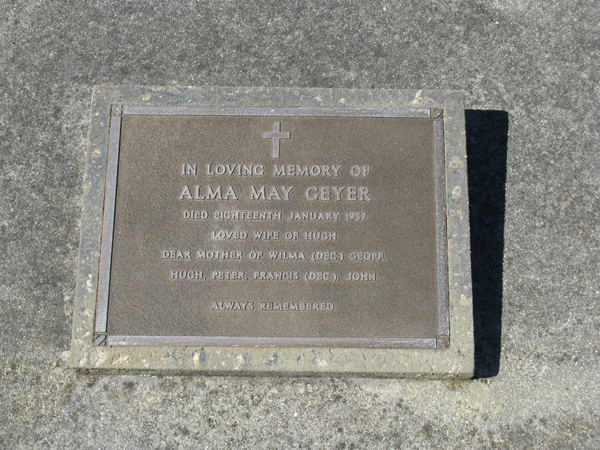 IN LOVING MEMORY OF
ALMA MAY GEYER
DIED EIGHTEENTH JANUARY
LOVED WIFE OF HUGH
DEAR MOTHER OF WILMA (DEC.) GEOFF
HUGH, PETER, FRANCIS (DEC.), JOHN
ALWAYS REMEMBERED